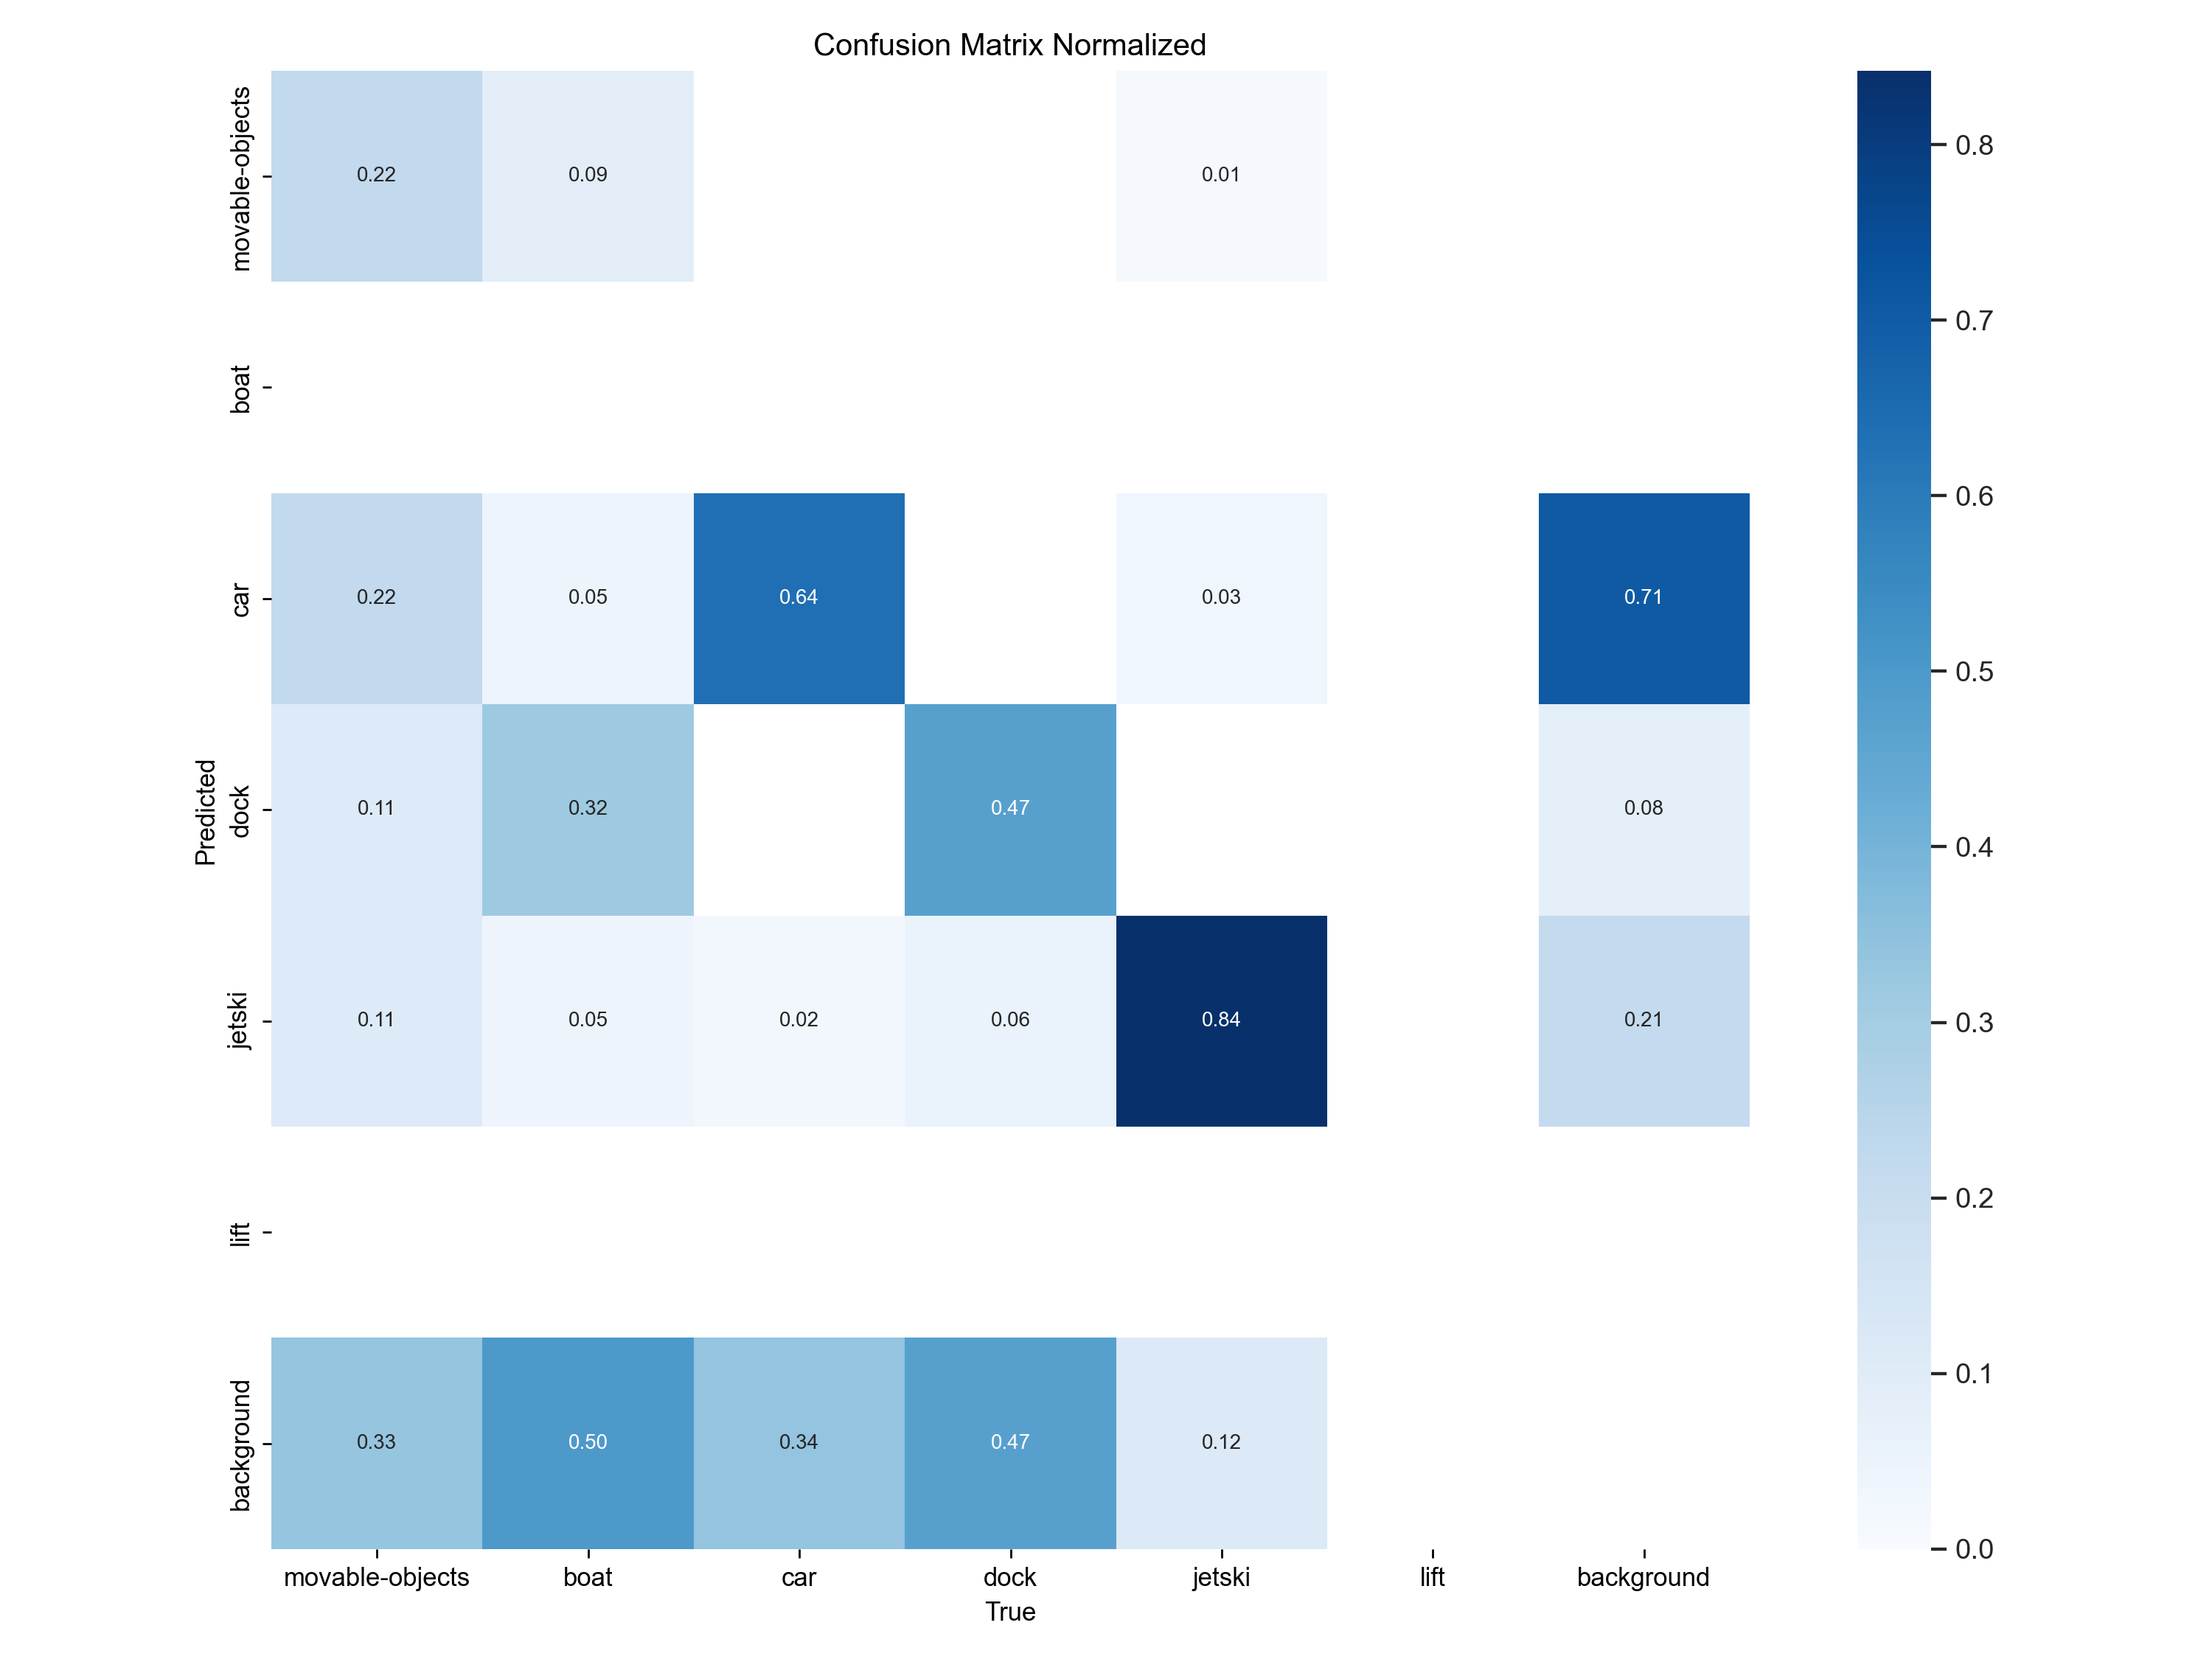 Confusion Matrix Normalized
movable-objects 0.22 0.09 0.01
boat
car 0.22 0.05 0.64 0.03 0.71
dock 0.11 0.32 0.47 0.08
jetski 0.11 0.05 0.02 0.06 0.84 0.21
lift
background 0.33 0.50 0.34 0.47 0.12
Predicted
movable-objects boat car dock jetski lift background
True
0.8
0.7
0.6
0.5
0.4
0.3
0.2
0.1
0.0